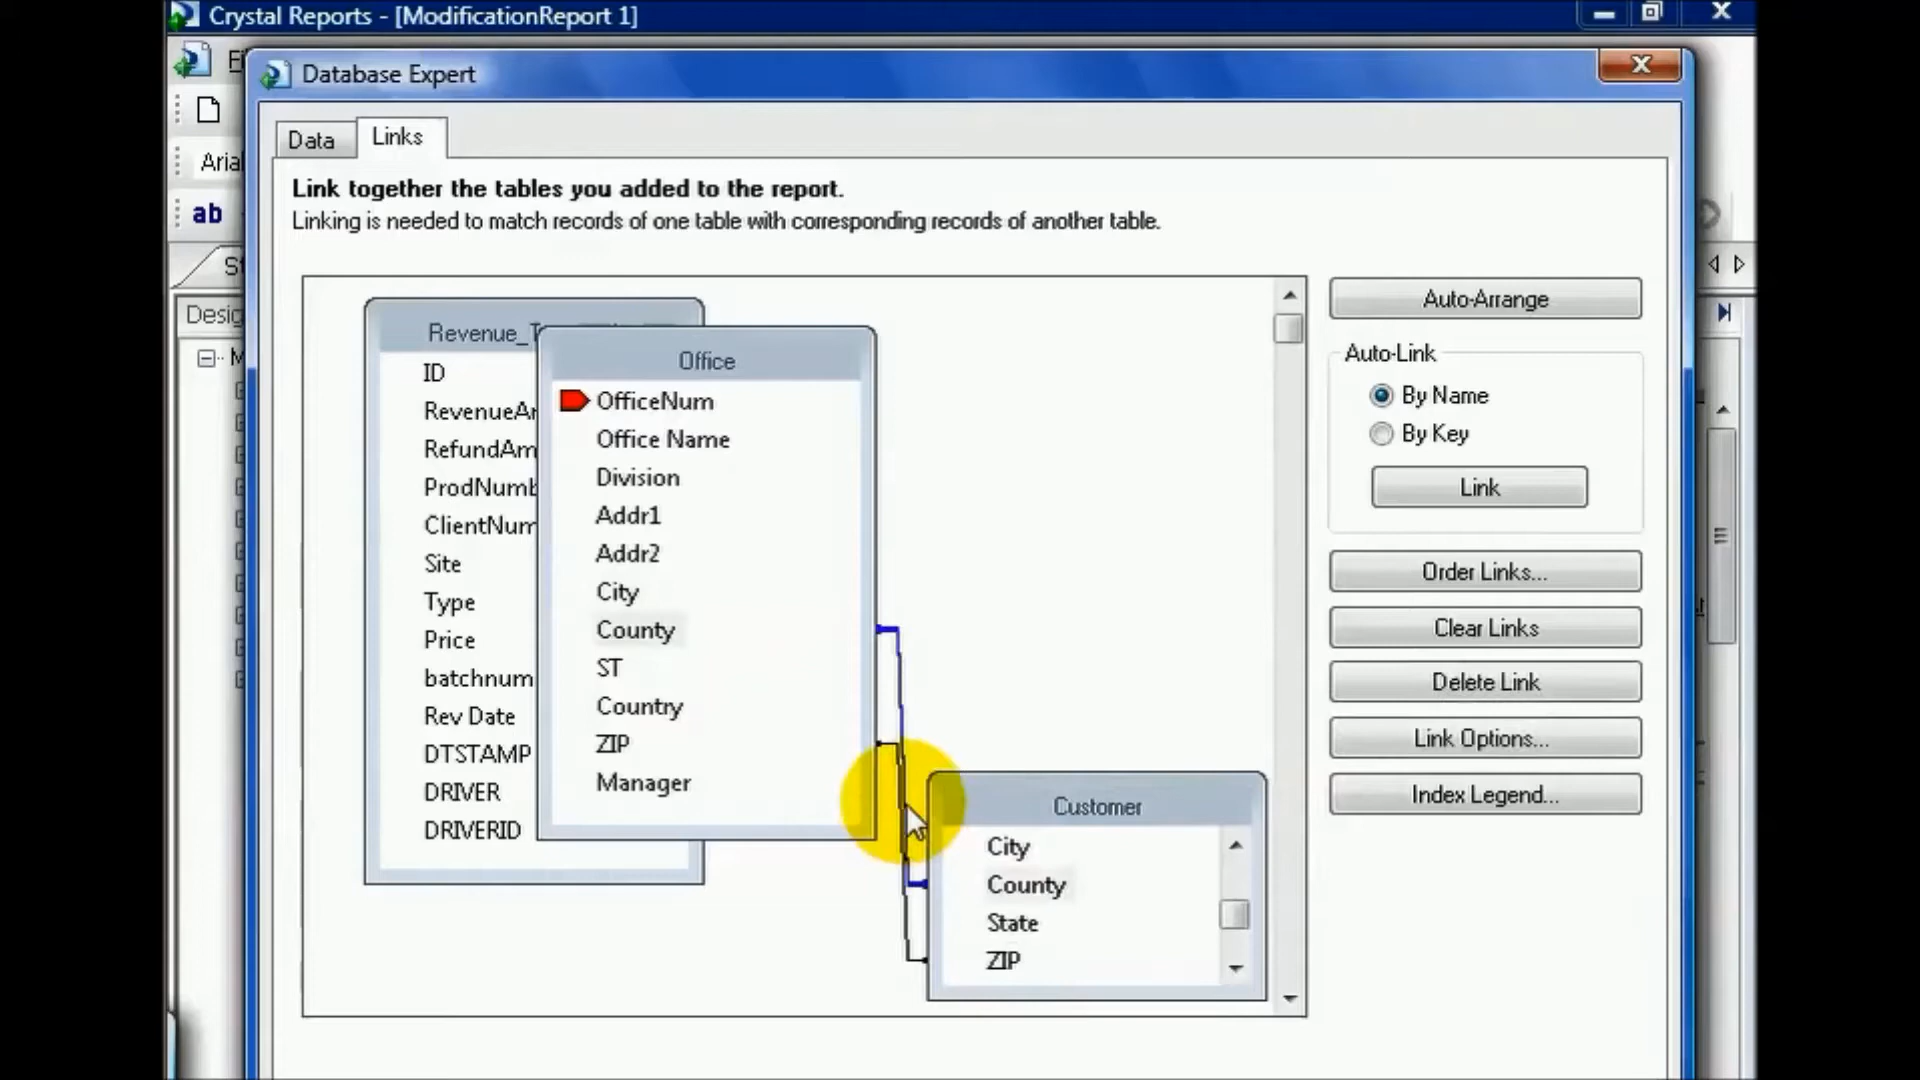 Crystal Reports - [ModificationReport 1]
Database Expert
Arial
ab
Data
Links
Link together the tables you added to the report.
Linking is needed to match records of one table with corresponding records of another table.
Office
OfficeNum
Office Name
Division
Addr1
Addr2
City
County
ST
Country
ZIP
Manager
ID
Site
Type
Price
batchnum
Rev Date
DTSTAMP
DRIVER
DRIVERID
Customer
City
County
State
ZIP
Auto-Arrange
Auto-Link
By Name
By Key
Link
Order Links...
Clear Links
Delete Link
Link Options...
Index Legend...